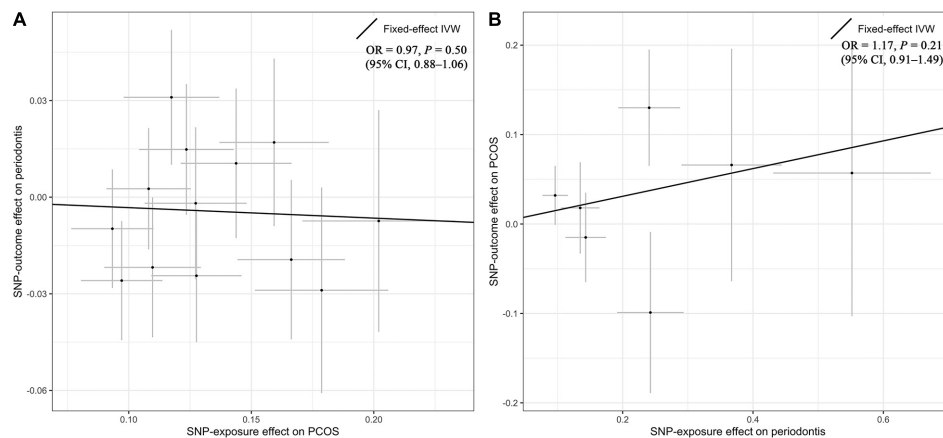 A
Fixed-effect IVW
OR = 0.97, P = 0.50
(95% CI, 0.88–1.06)
SNP-outcome effect on periodontis
0.03
0.00
-0.03
-0.06
0.10
0.15
0.20
SNP-exposure effect on PCOS
B
Fixed-effect IVW
OR = 1.17, P = 0.21
(95% CI, 0.91–1.49)
SNP-outcome effect on PCOS
0.2
0.1
0.0
-0.1
-0.2
0.2
0.4
0.6
SNP-exposure effect on periodontis